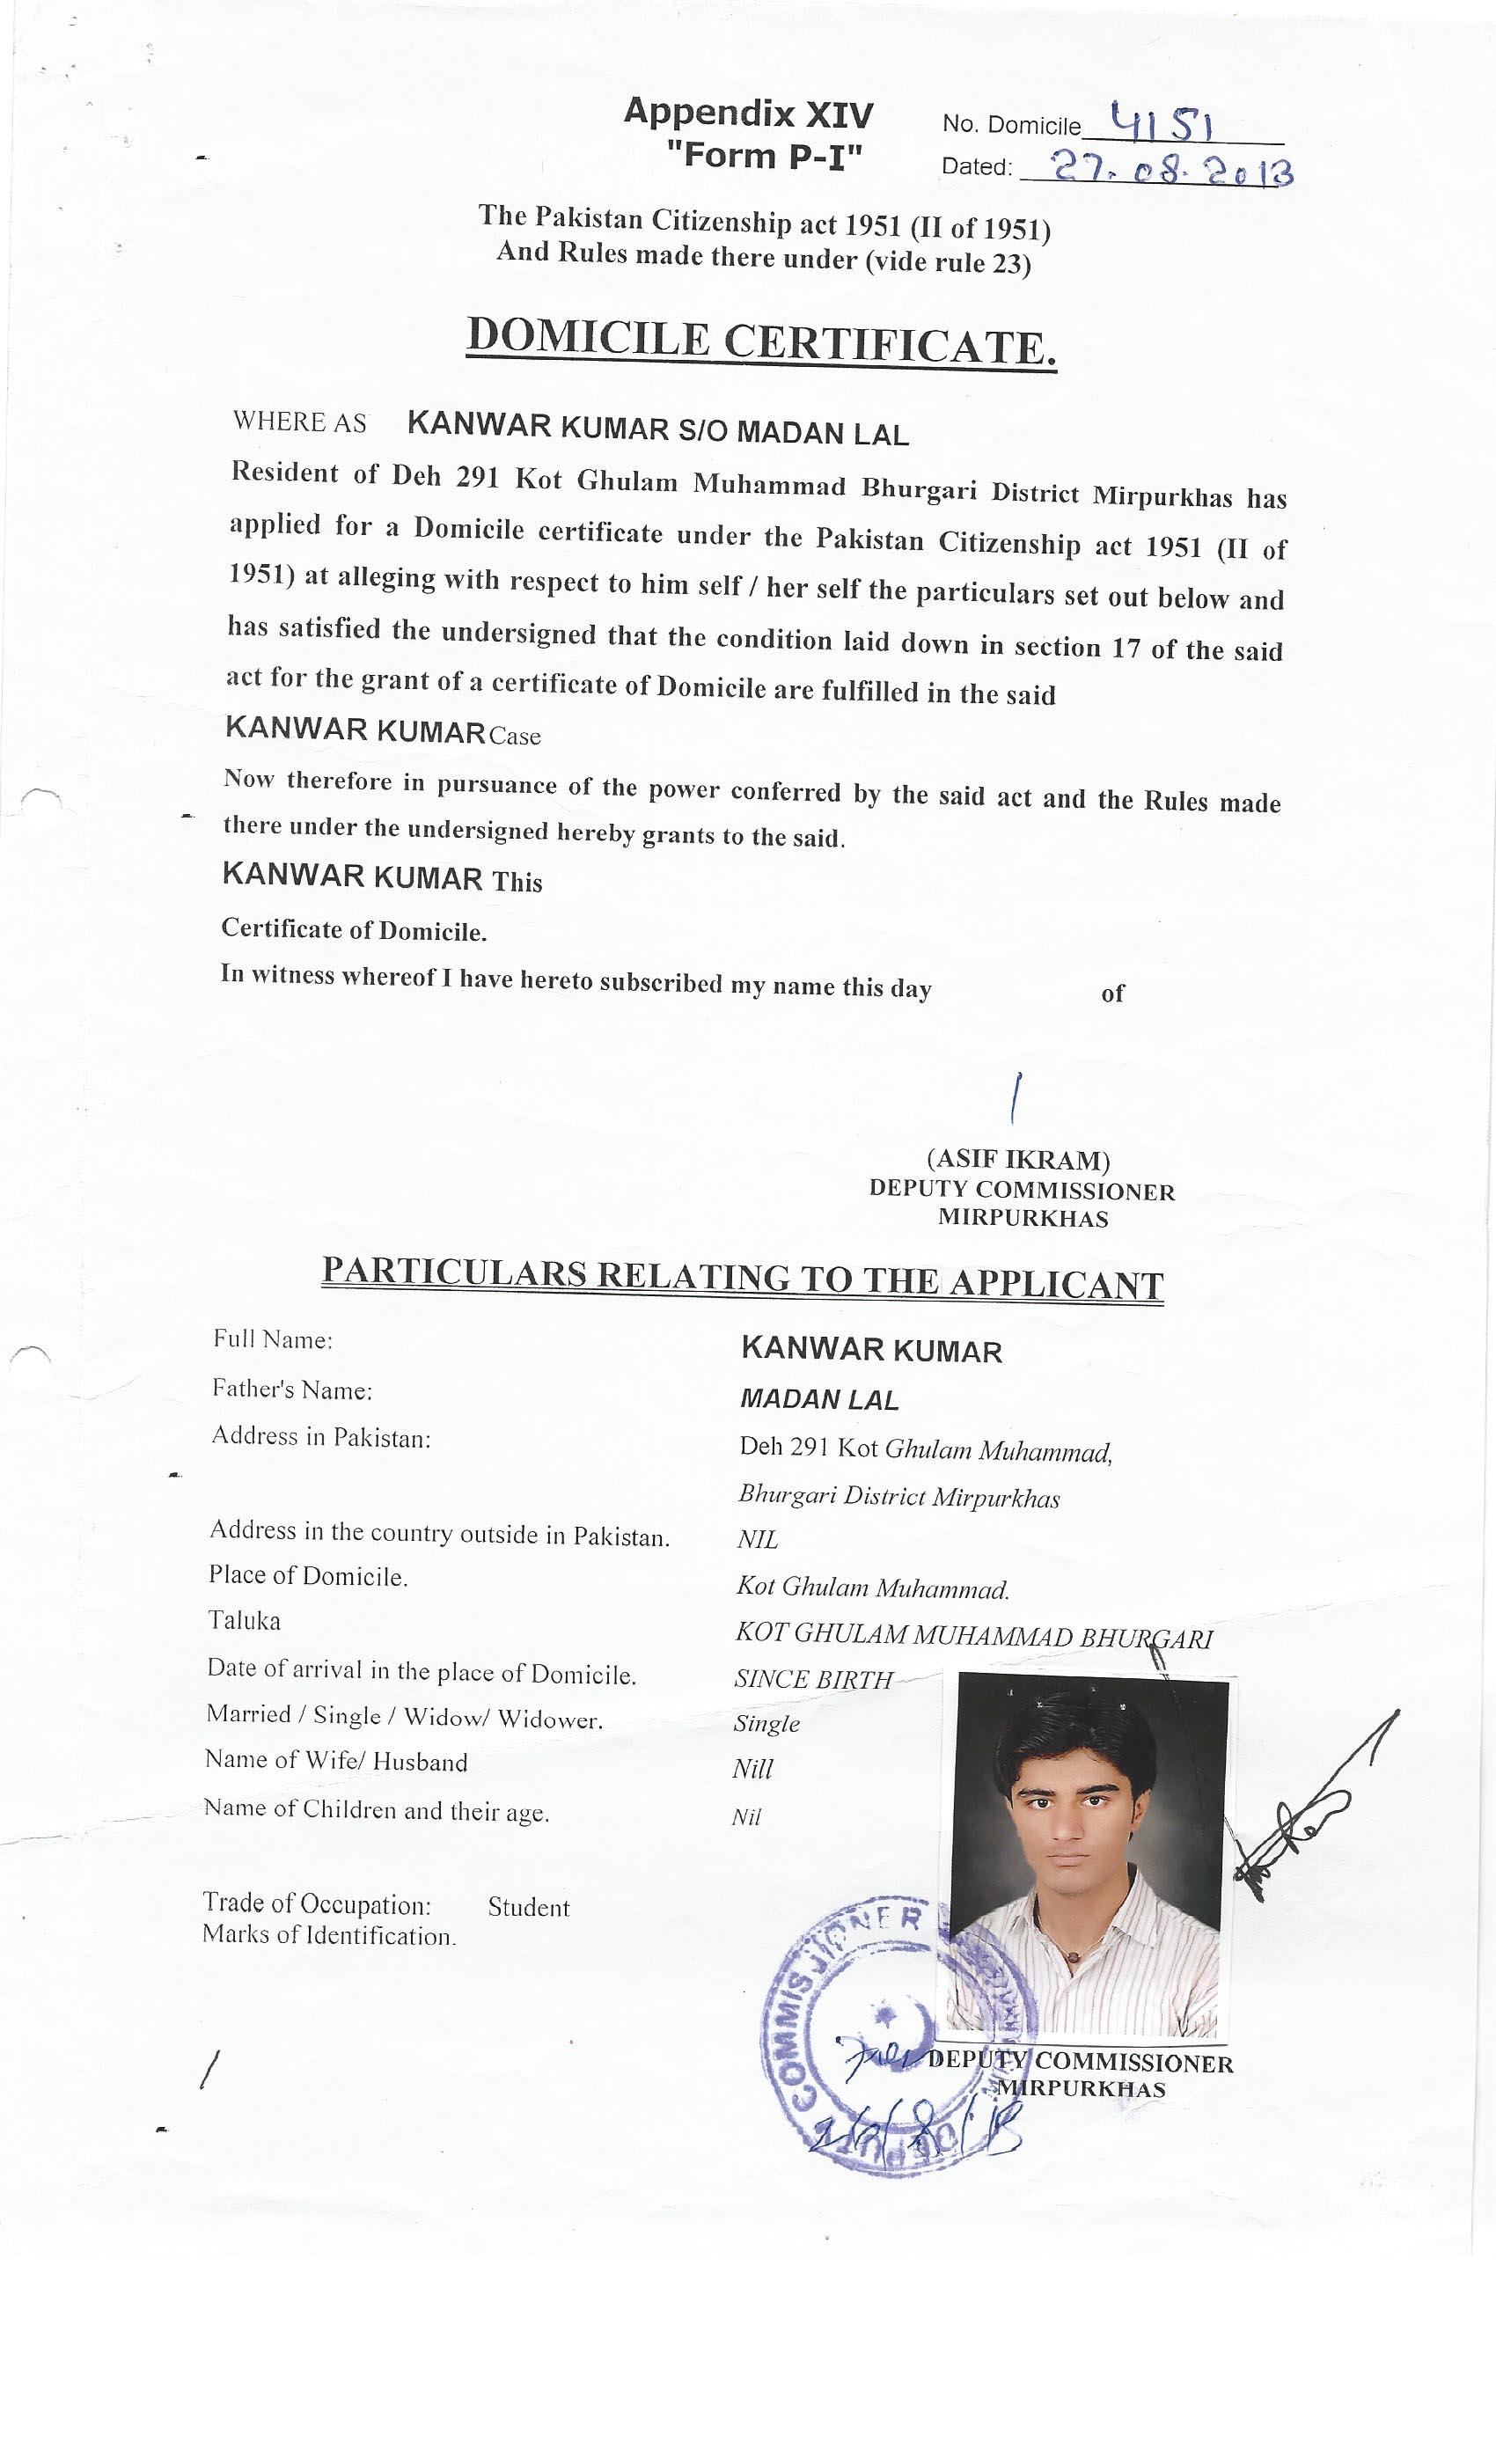 Appendix XIV
"Form P-I"
No. Domicile 4151
Dated: 27.08.2013
The Pakistan Citizenship act 1951 (II of 1951)
And Rules made there under (vide rule 23)
DOMICILE CERTIFICATE.
WHERE AS KANWAR KUMAR S/O MADAN LAL
Resident of Deh 291 Kot Ghulam Muhammad Bhurgari District Mirpurkhas has
applied for a Domicile certificate under the Pakistan Citizenship act 1951 (II of
1951) at alleging with respect to him self / her self the particulars set out below and
has satisfied the undersigned that the condition laid down in section 17 of the said
act for the grant of a certificate of Domicile are fulfilled in the said
KANWAR KUMAR Case
Now therefore in pursuance of the power conferred by the said act and the Rules made
there under the undersigned hereby grants to the said.
KANWAR KUMAR This
Certificate of Domicile.
In witness whereof I have hereto subscribed my name this day of
(ASIF IKRAM)
DEPUTY COMMISSIONER
MIRPURKHAS
PARTICULARS RELATING TO THE APPLICANT
Full Name: KANWAR KUMAR
Father's Name: MADAN LAL
Address in Pakistan: Deh 291 Kot Ghulam Muhammad,
Bhurgari District Mirpurkhas
Address in the country outside in Pakistan. NIL
Place of Domicile. Kot Ghulam Muhammad.
Taluka KOT GHULAM MUHAMMAD BHURGARI
Date of arrival in the place of Domicile. SINCE BIRTH
Married / Single / Widow/ Widower. Single
Name of Wife/ Husband Nill
Name of Children and their age. Nil
Trade of Occupation: Student
Marks of Identification.
DEPUTY COMMISSIONER
DEPUTY COMMISSIONER
MIRPURKHAS